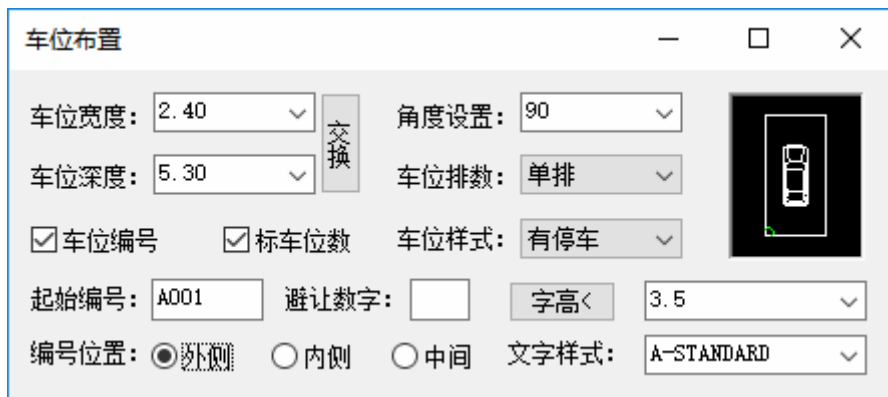 车位布置
车位宽度: 2.40 交换 角度设置: 90
车位深度: 5.30 车位排数: 单排
车位编号 标车位数 车位样式: 有停车
起始编号: A001 避让数字: 字高< 3.5
编号位置: 外侧 内侧 中间 文字样式: A-STANDARD